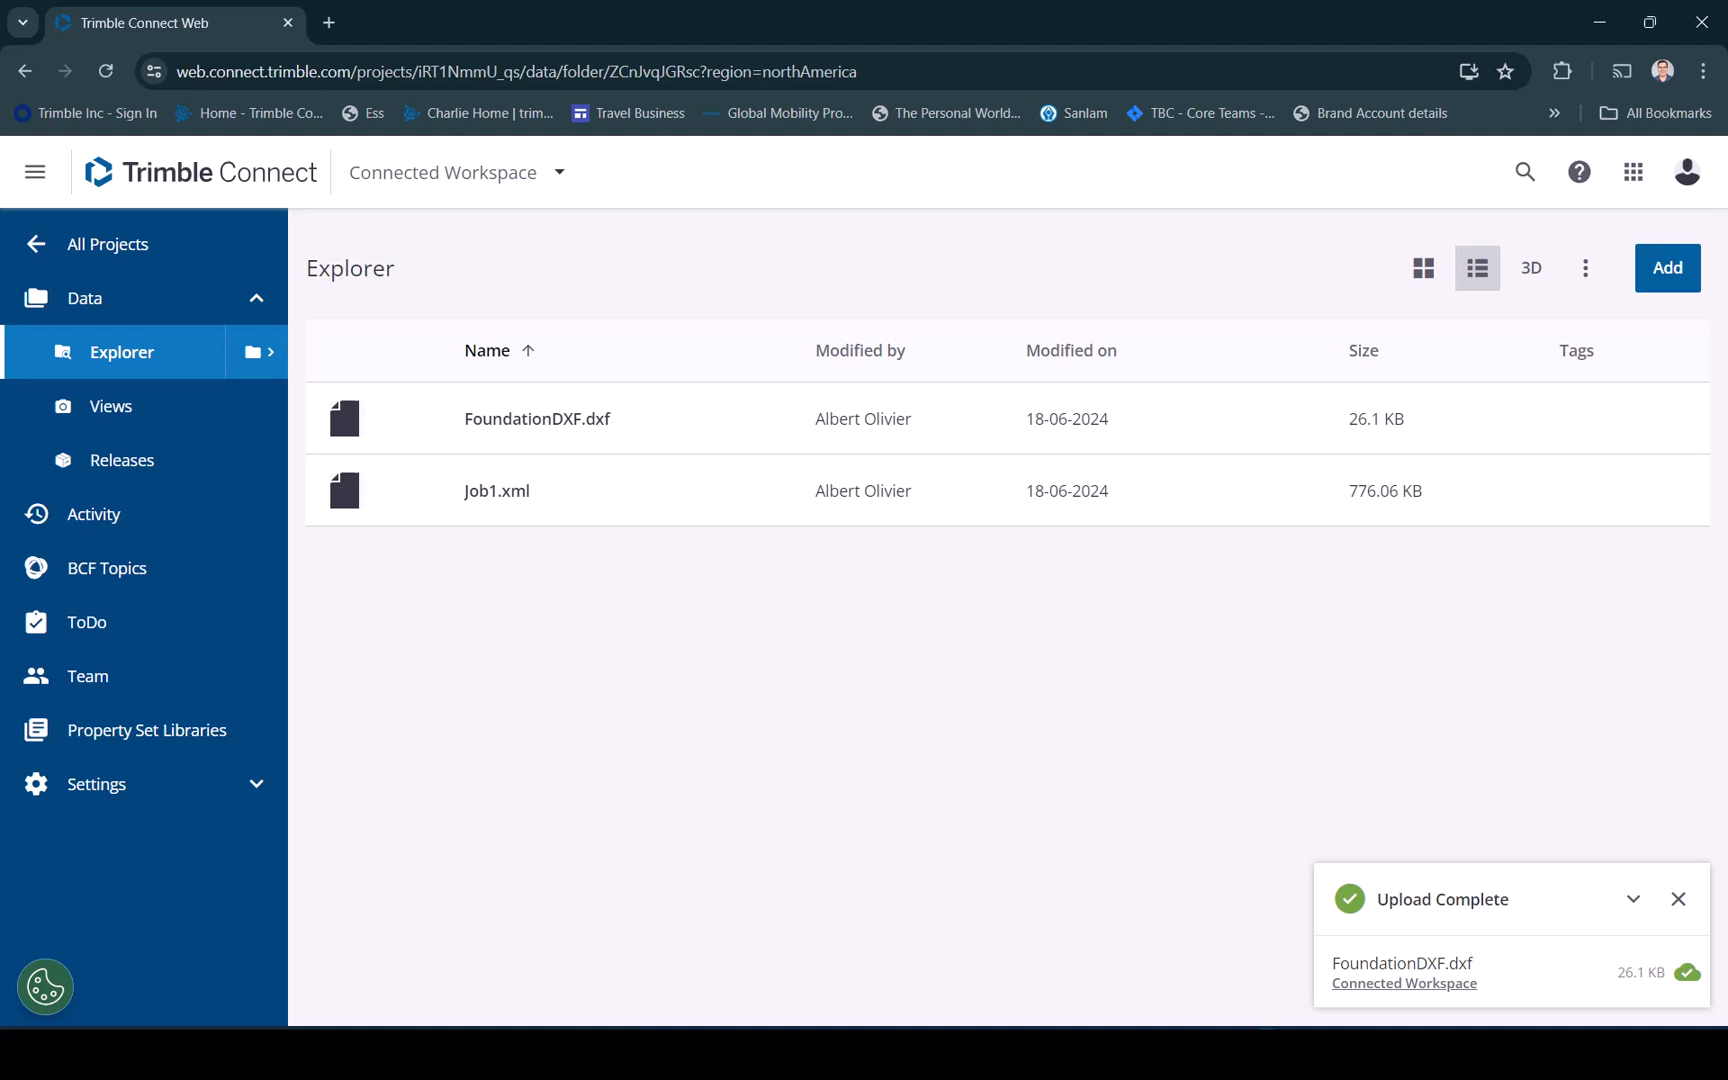 Trimble Connect Web
web.connect.trimble.com/projects/iRT1NmmU_qs/data/folder/ZCnJvqJGRsc?region=northAmerica
Trimble Inc - Sign In
Home - Trimble Co...
Ess
Charlie Home | trim...
Travel Business
Global Mobility Pro...
The Personal World...
Sanlam
TBC - Core Teams -...
Brand Account details
All Bookmarks
Trimble Connect
Connected Workspace
All Projects
Data
Explorer
Views
Releases
Activity
BCF Topics
ToDo
Team
Property Set Libraries
Settings
Explorer
3D
Add
Name Modified by Modified on Size Tags
FoundationDXF.dxf Albert Olivier 18-06-2024 26.1 KB
Job1.xml Albert Olivier 18-06-2024 776.06 KB
Upload Complete
FoundationDXF.dxf
Connected Workspace
26.1 KB